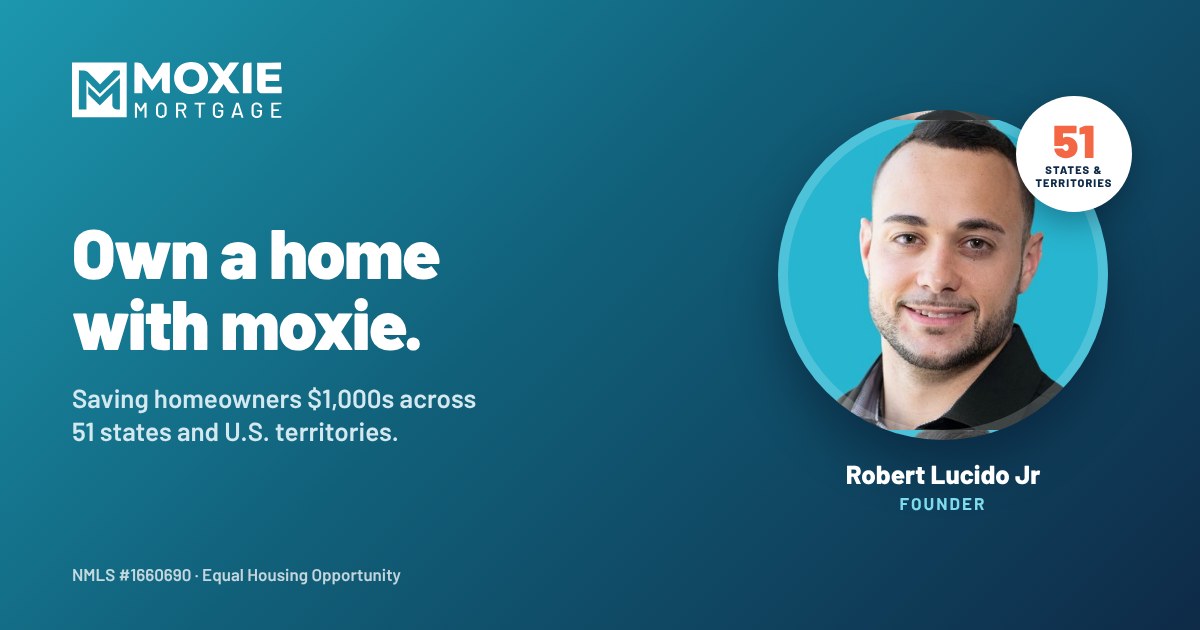 MOXIE
MORTGAGE
51
STATES &
TERRITORIES
Own a home
with moxie.
Saving homeowners $1,000s across
51 states and U.S. territories.
Robert Lucido Jr
FOUNDER
NMLS #1660690 · Equal Housing Opportunity